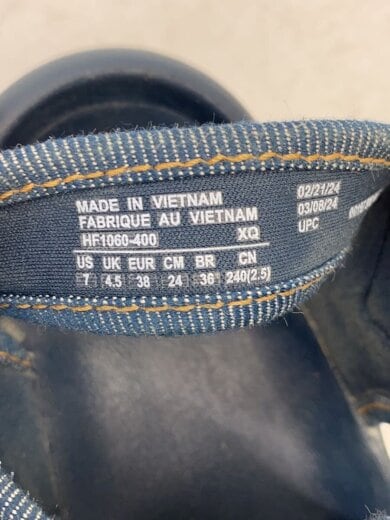 MADE IN VIETNAM
FABRIQUE AU VIETNAM
HF1060-400 XQ
US UK EUR CM BR CN
7 4.5 38 24 36 240(2.5)
02/21/24
03/08/24
UPC